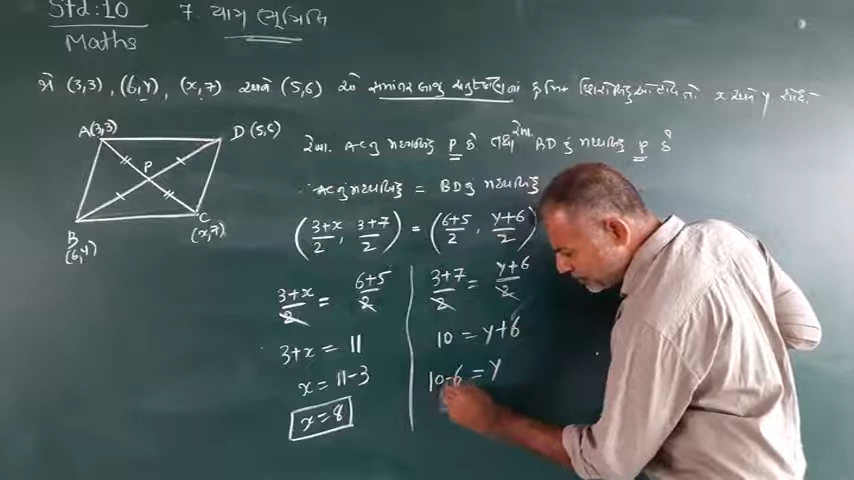 Std:10
Maths
7 યામ ભૂમિતિ
જો (3,3), (6,y), (x,7) અને (5,6) એ સમાંતર બાજુ ચતુષ્કોણનાં ક્રમિક શિરોબિંદુઓ હોય તો x અને y શોધો.
A(3,3)
D (5,6)
P
B
(6,y)
C
(x,7)
રેખા. AC નું મધ્યબિંદુ P છે તથા રેખા BD નું મધ્યબિંદુ P છે
∴ AC નું મધ્યબિંદુ = BD નું મધ્યબિંદુ
(3+x/2, 3+7/2) = (6+5/2, y+6/2)
3+x/2 = 6+5/2
3+x = 11
x = 11-3
x = 8
3+7/2 = y+6/2
10 = y+6
10-6 = y